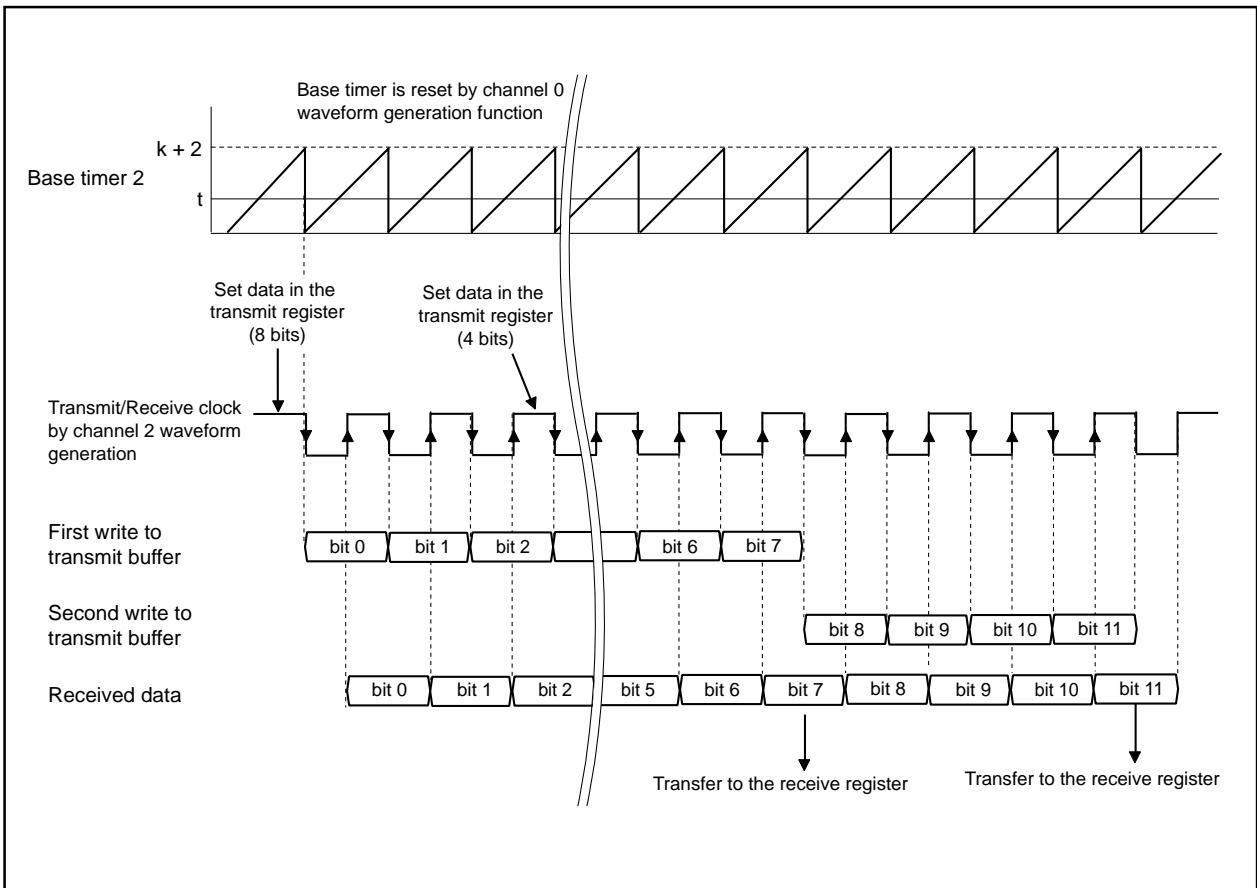 Base timer is reset by channel 0
waveform generation function
k + 2
Base timer 2
t
Set data in the
transmit register
(8 bits)
Set data in the
transmit register
(4 bits)
Transmit/Receive clock
by channel 2 waveform
generation
First write to
transmit buffer
bit 0 bit 1 bit 2 bit 6 bit 7
Second write to
transmit buffer
bit 8 bit 9 bit 10 bit 11
Received data
bit 0 bit 1 bit 2 bit 5 bit 6 bit 7 bit 8 bit 9 bit 10 bit 11
Transfer to the receive register
Transfer to the receive register